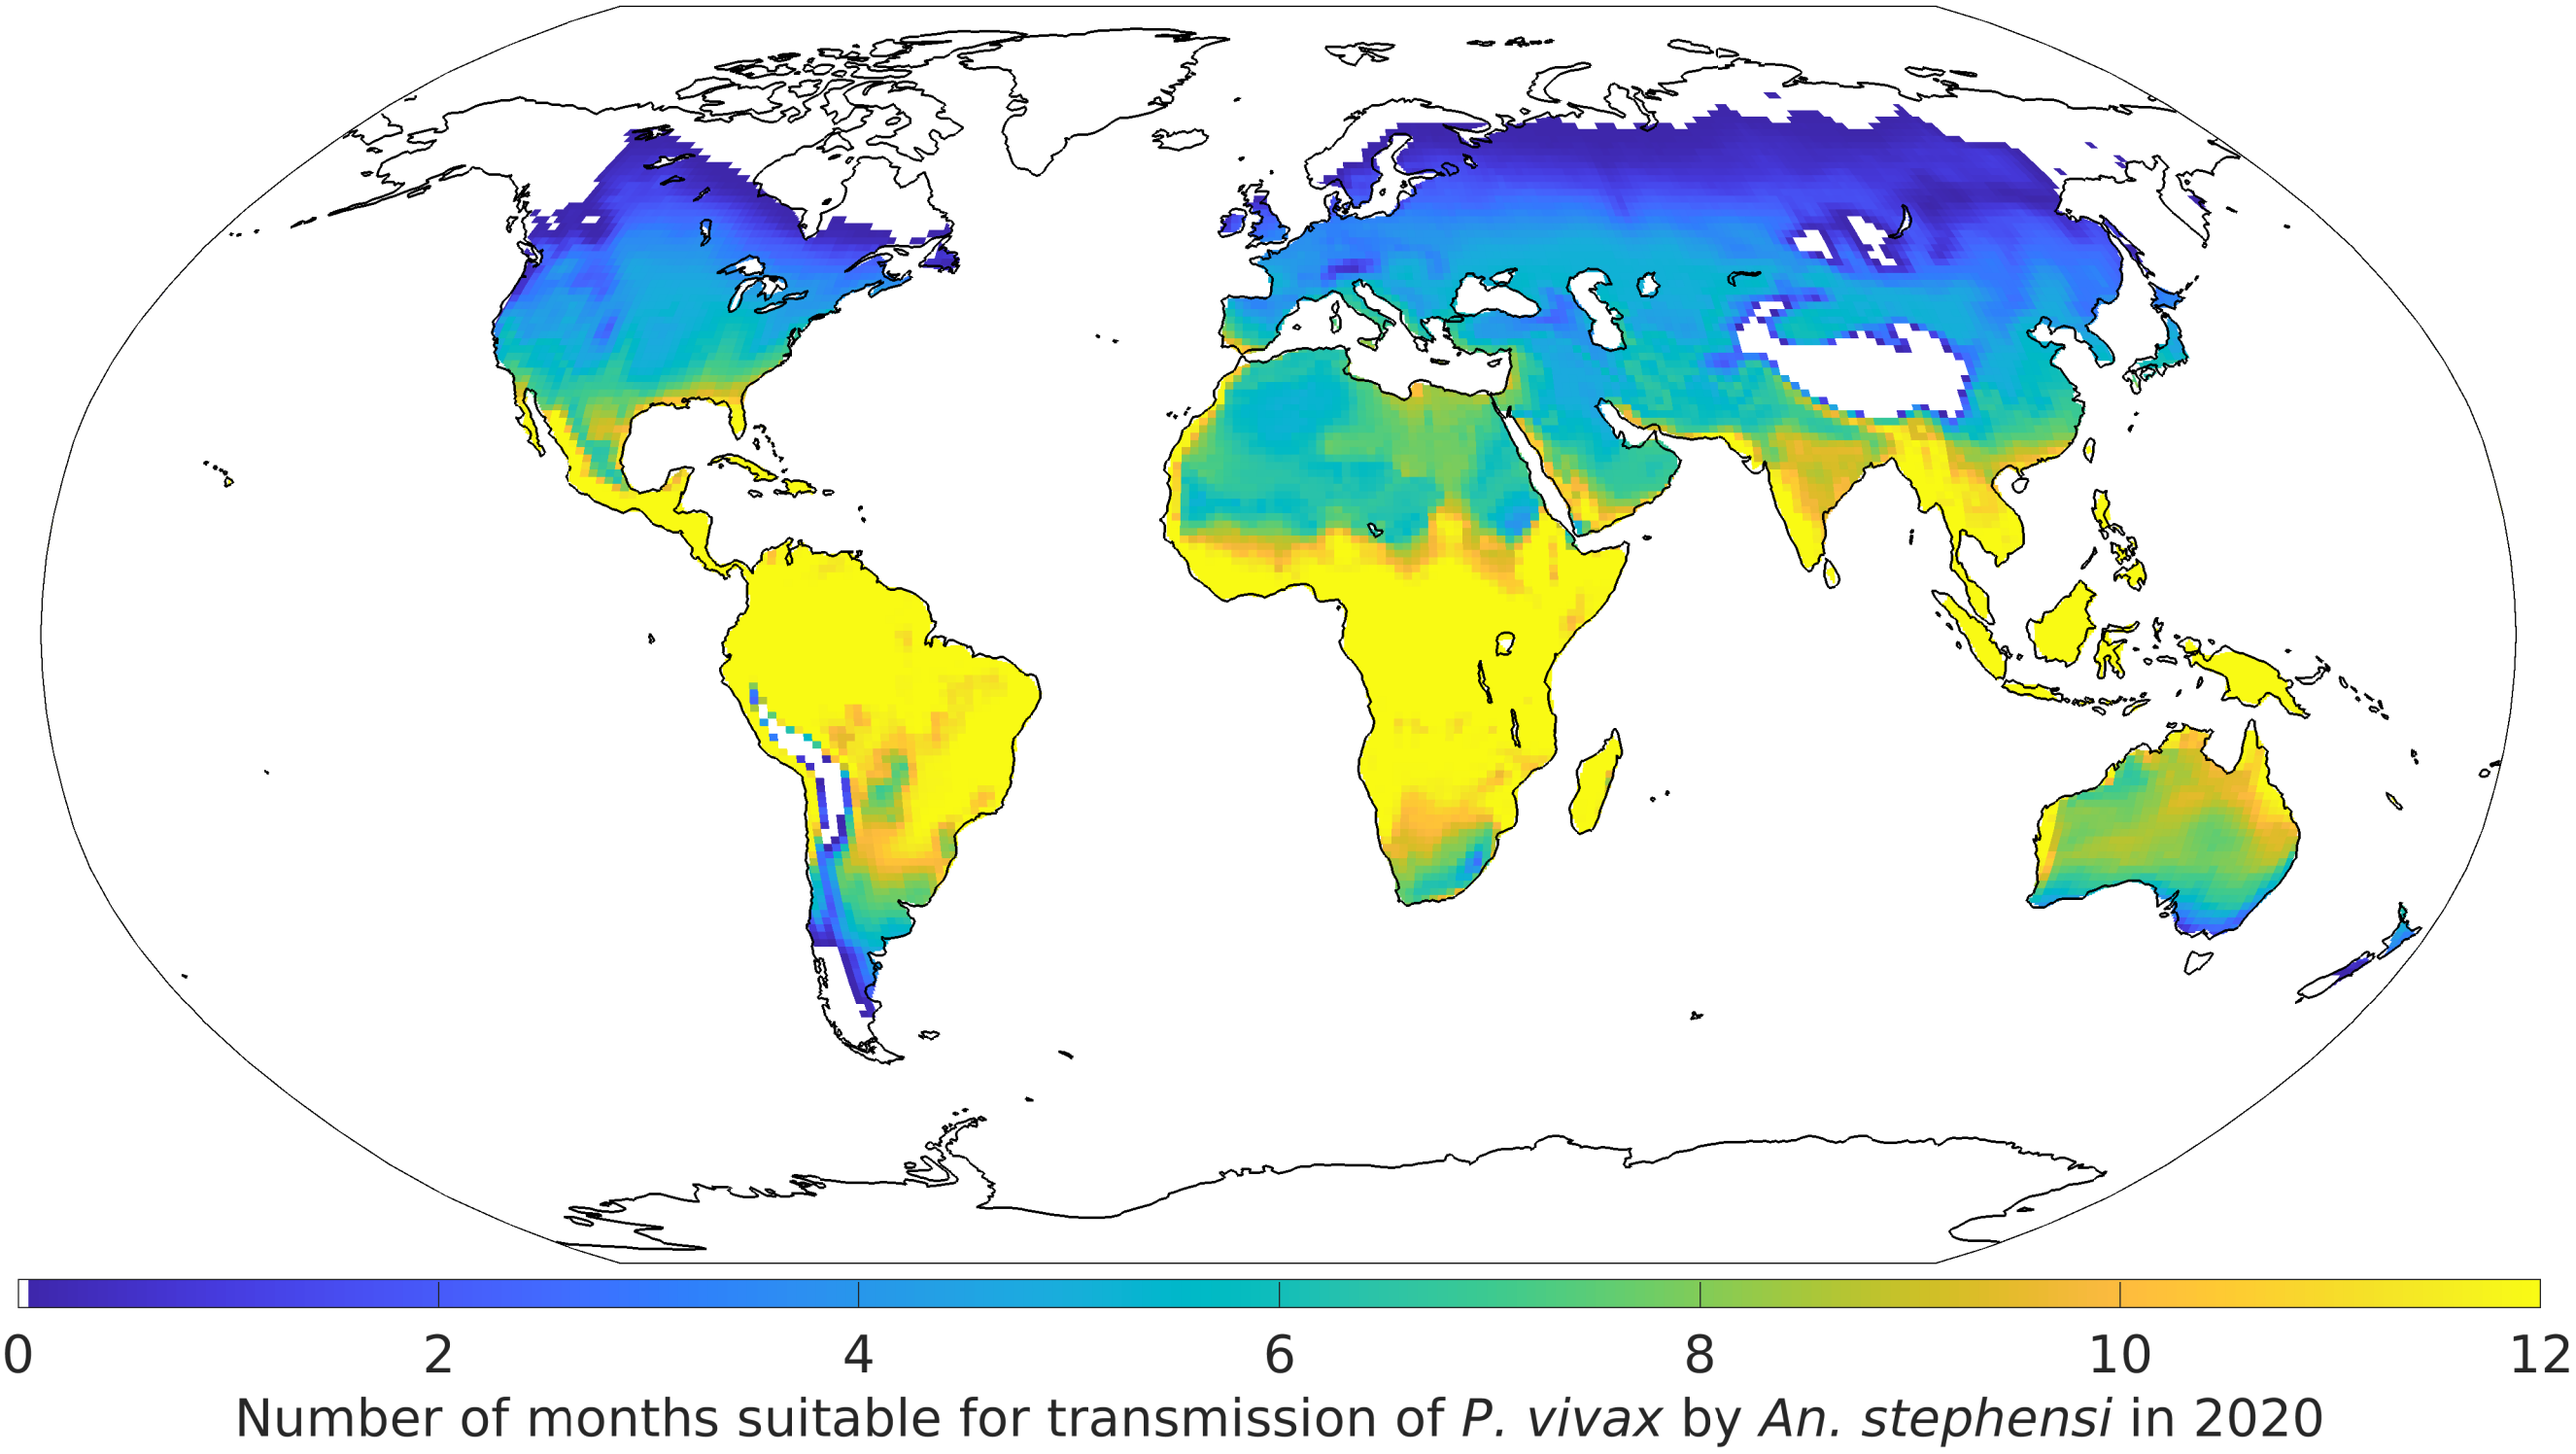 0 2 4 6 8 10 12
Number of months suitable for transmission of P. vivax by An. stephensi in 2020